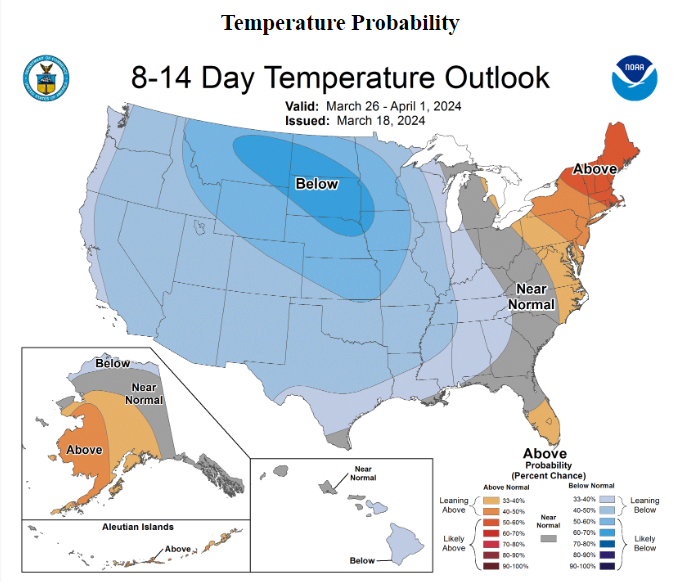 Temperature Probability
8-14 Day Temperature Outlook
Valid: March 26 - April 1, 2024
Issued: March 18, 2024
NOAA
Above
Below
Near
Normal
Above
Below
Near
Normal
Above
Aleutian Islands
Above
Near
Normal
Below
Probability
(Percent Chance)
Above Normal
Leaning
Above
Likely
Above
33-40%
40-50%
50-60%
60-70%
70-80%
80-90%
90-100%
Near
Normal
Below Normal
33-40%
40-50%
50-60%
60-70%
70-80%
80-90%
90-100%
Leaning
Below
Likely
Below